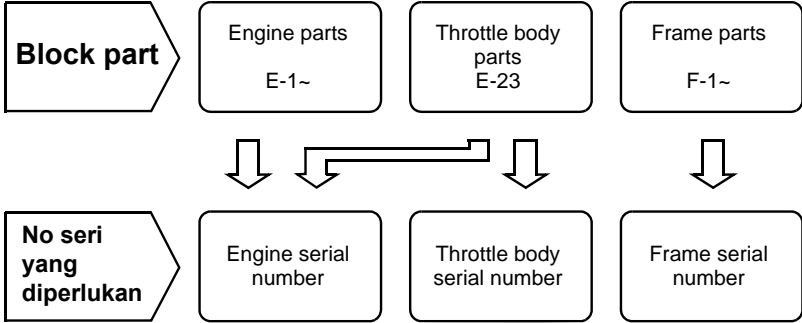 Block part
Engine parts
E-1~
Throttle body
parts
E-23
Frame parts
F-1~
No seri
yang
diperlukan
Engine serial
number
Throttle body
serial number
Frame serial
number